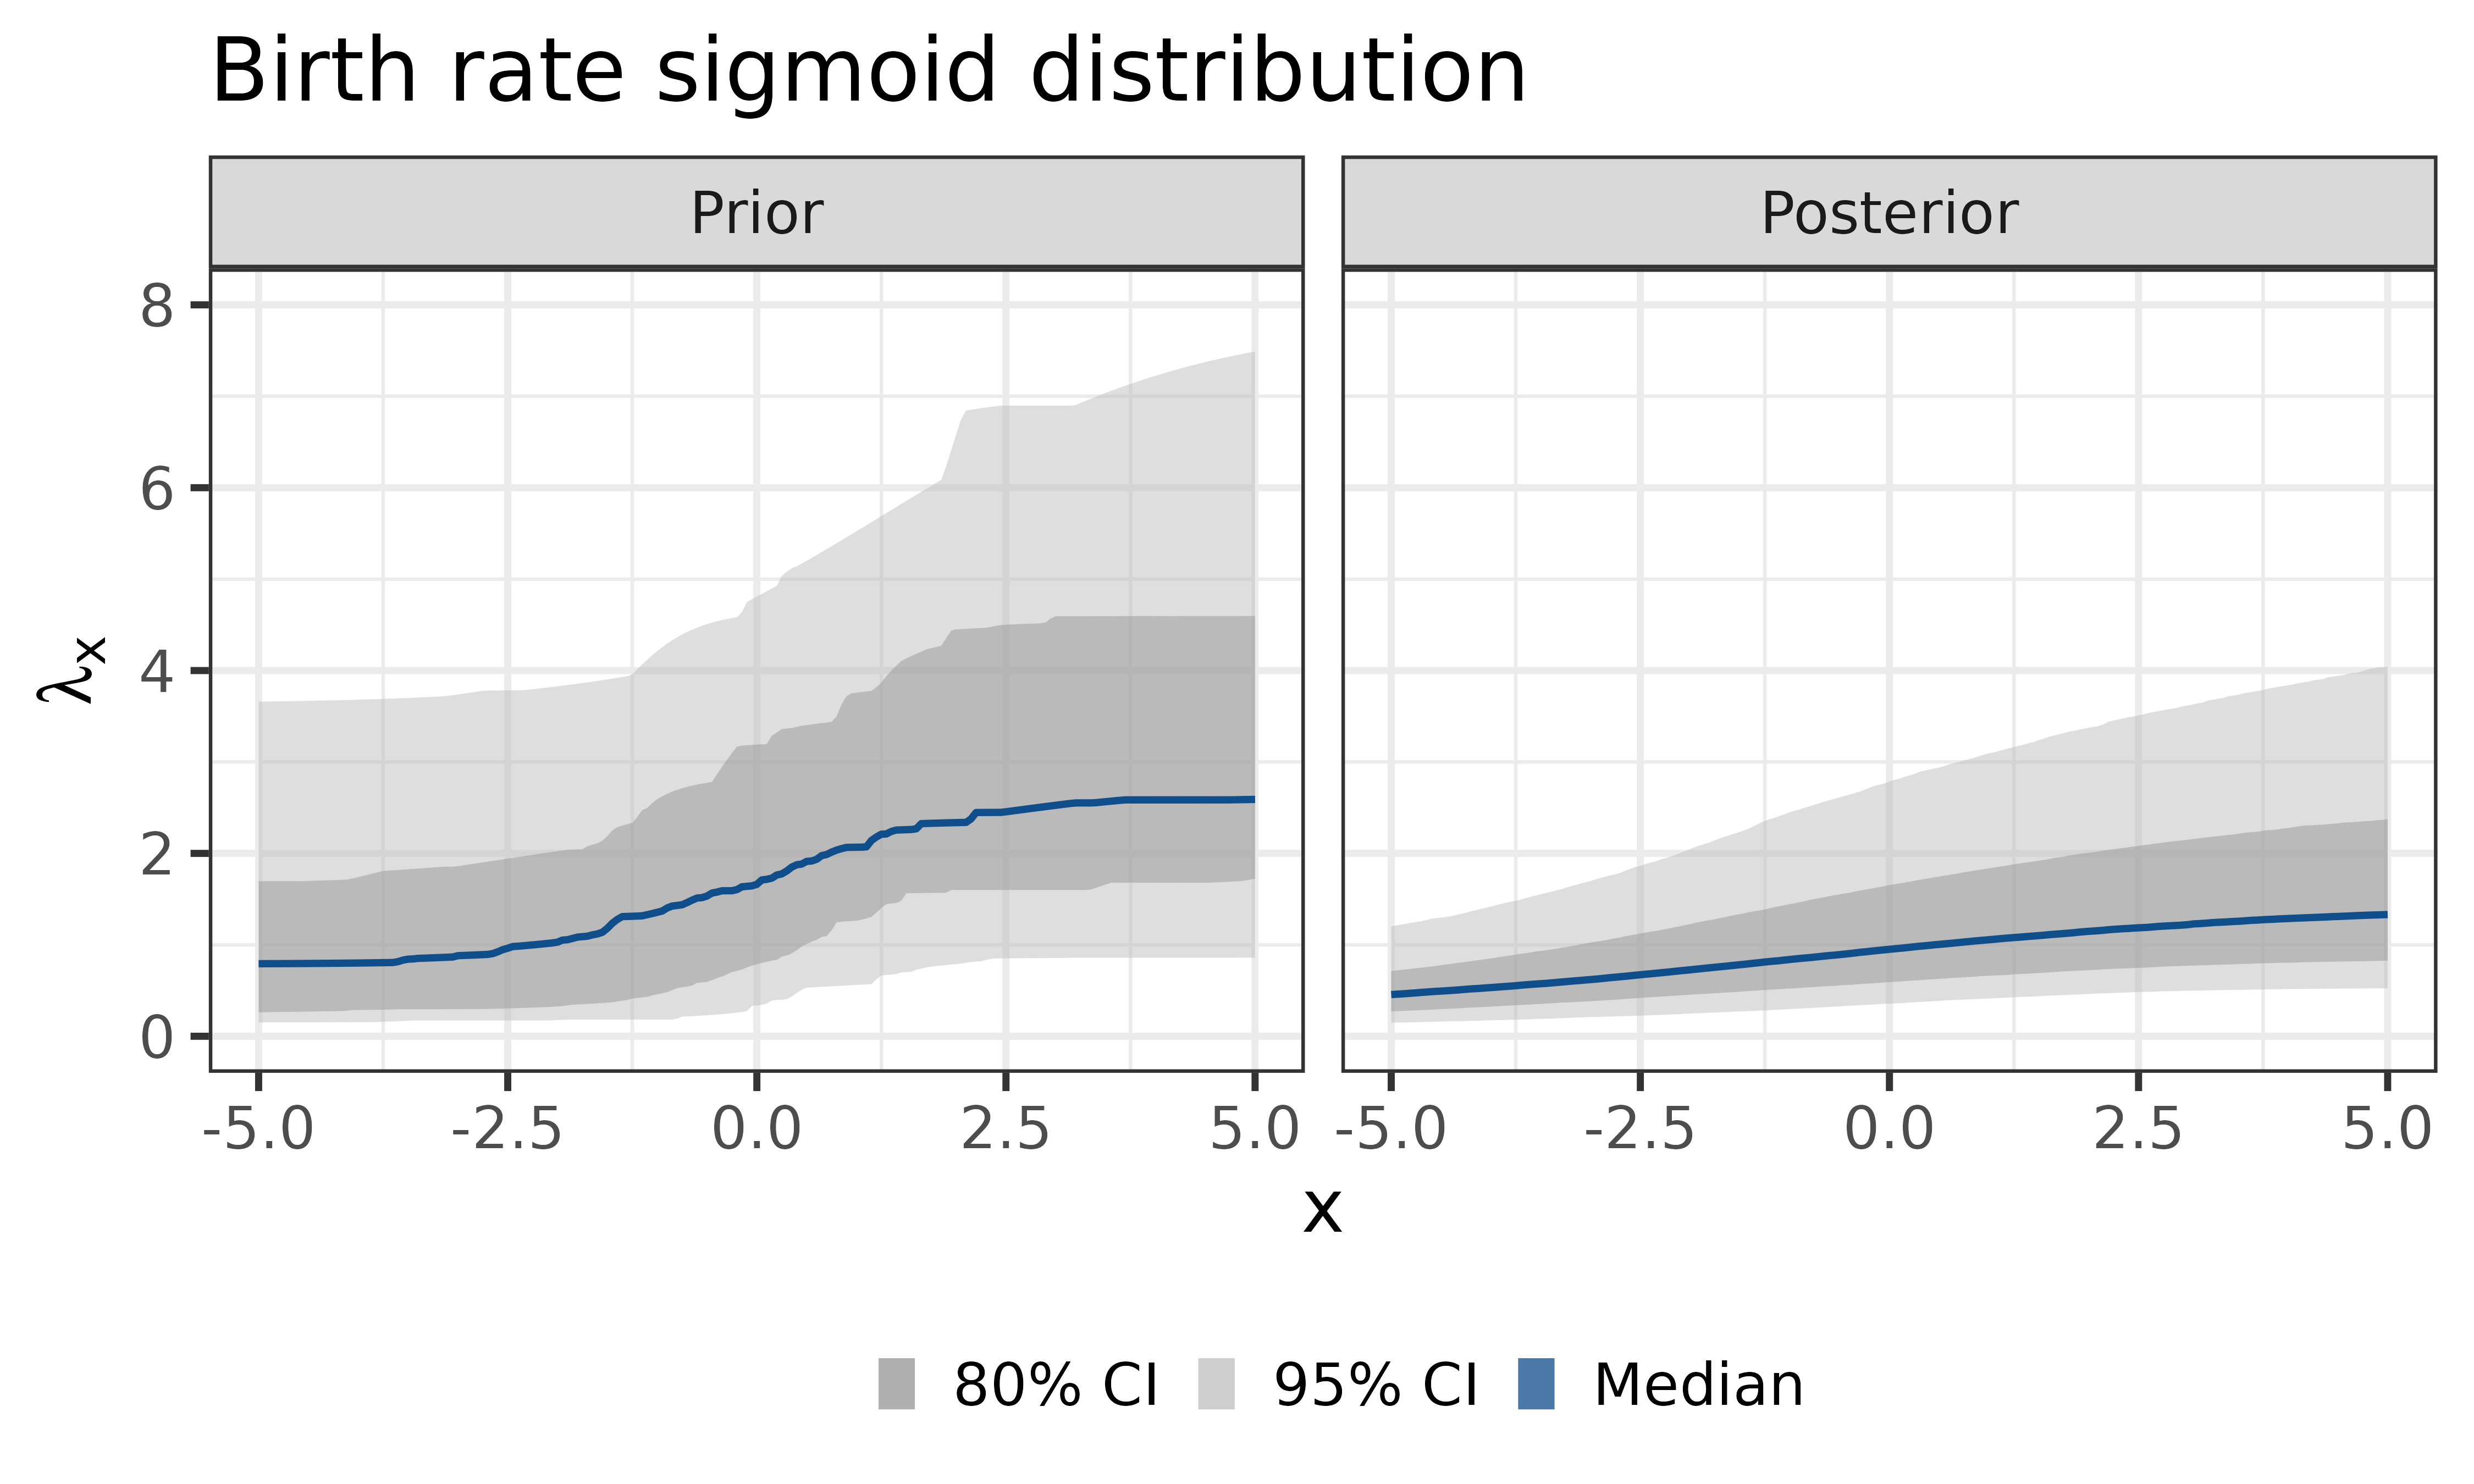 Birth rate sigmoid distribution
Prior Posterior
8
6
4
2
0
λx
-5.0 -2.5 0.0 2.5 5.0 -5.0 -2.5 0.0 2.5 5.0
x
80% CI 95% CI Median